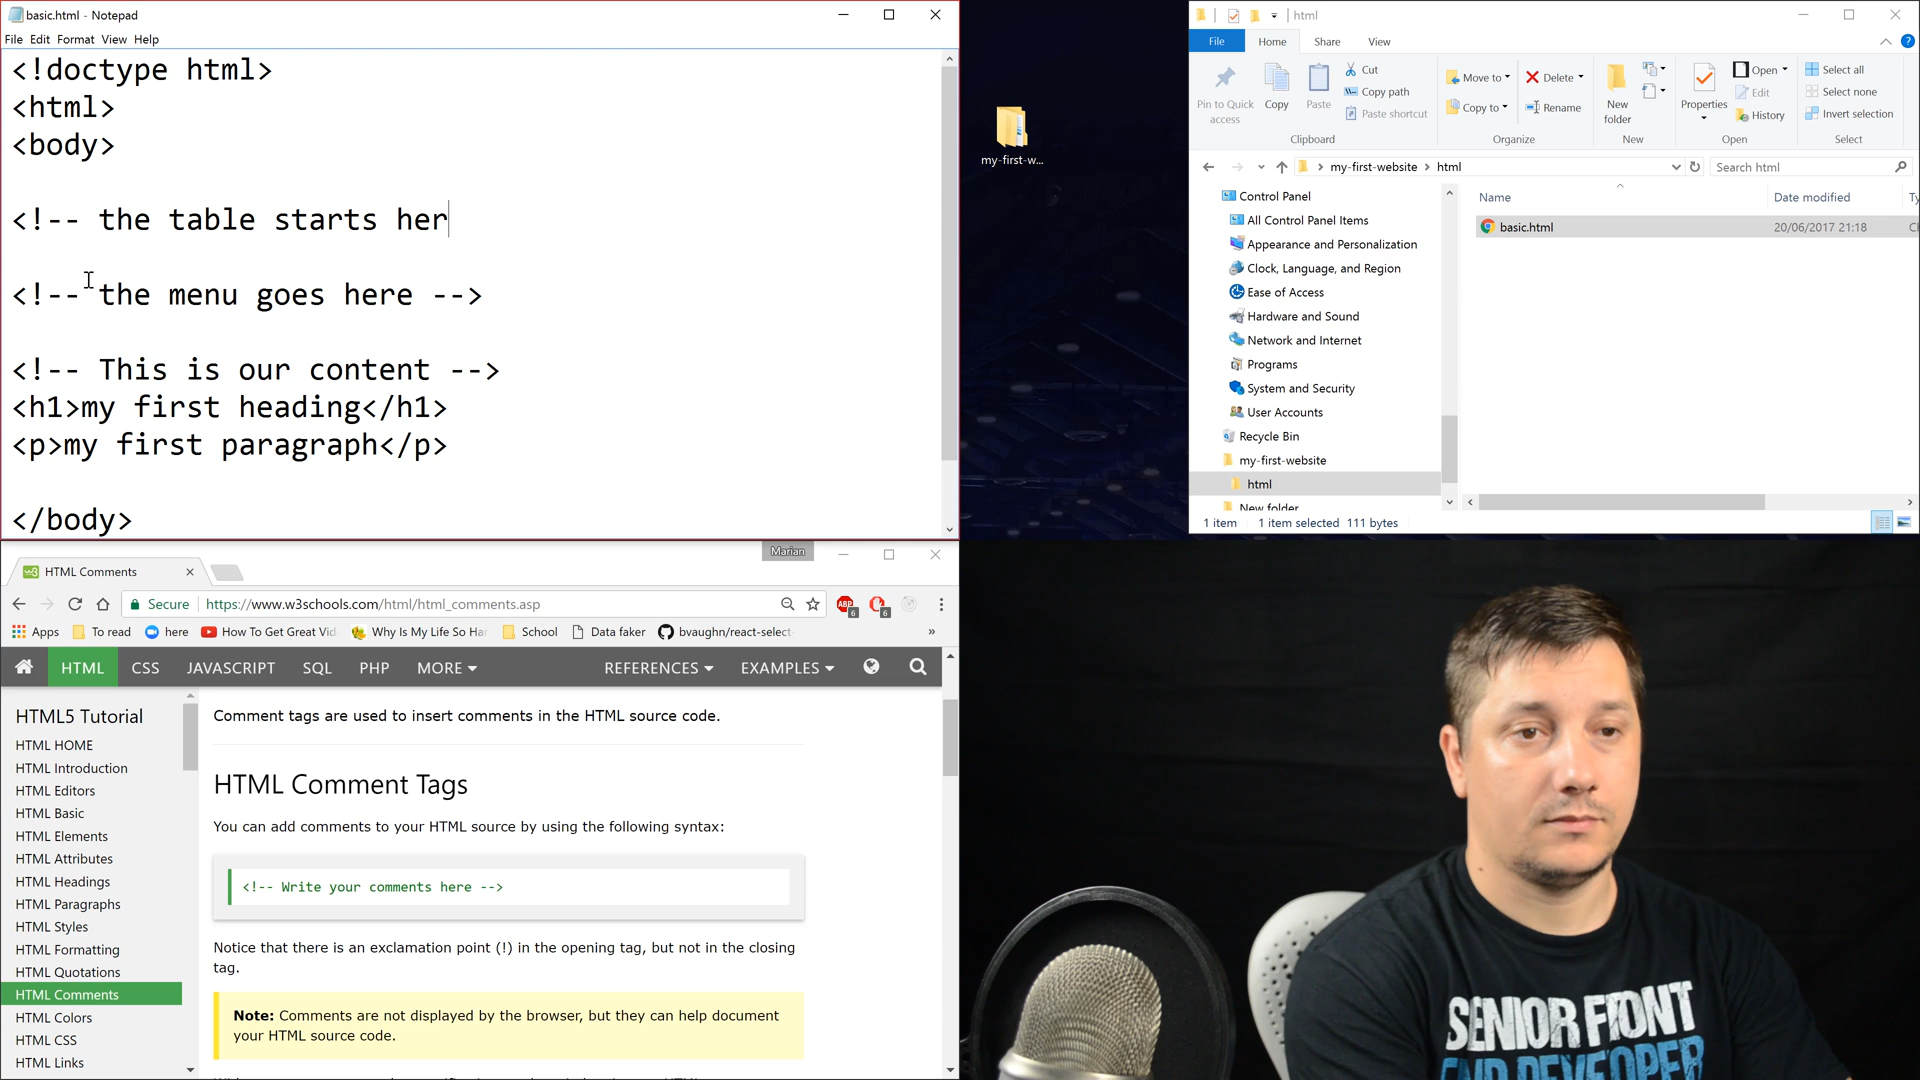 basic.html - Notepad
File Edit Format View Help
<!doctype html>
<html>
<body>
<!-- the table starts her
<!-- the menu goes here -->
<!-- This is our content -->
<h1>my first heading</h1>
<p>my first paragraph</p>
</body>
my-first-w...
html
File Home Share View
Pin to Quick access
Copy
Paste
Cut
Copy path
Paste shortcut
Clipboard
Move to
Copy to
Delete
Rename
Organize
New folder
New
Properties
Open
Edit
History
Open
Select all
Select none
Invert selection
Select
my-first-website > html
Search html
Control Panel
All Control Panel Items
Appearance and Personalization
Clock, Language, and Region
Ease of Access
Hardware and Sound
Network and Internet
Programs
System and Security
User Accounts
Recycle Bin
my-first-website
html
New folder
Name Date modified Ty
basic.html 20/06/2017 21:18
1 item 1 item selected 111 bytes
Marian
HTML Comments
Secure https://www.w3schools.com/html/html_comments.asp
ABP 6 6
Apps To read here How To Get Great Vid Why Is My Life So Ha School Data faker bvaughn/react-select- »
HTML CSS JAVASCRIPT SQL PHP MORE REFERENCES EXAMPLES
HTML5 Tutorial
HTML HOME
HTML Introduction
HTML Editors
HTML Basic
HTML Elements
HTML Attributes
HTML Headings
HTML Paragraphs
HTML Styles
HTML Formatting
HTML Quotations
HTML Comments
HTML Colors
HTML CSS
HTML Links
Comment tags are used to insert comments in the HTML source code.
HTML Comment Tags
You can add comments to your HTML source by using the following syntax:
<!-- Write your comments here -->
Notice that there is an exclamation point (!) in the opening tag, but not in the closing
tag.
Note: Comments are not displayed by the browser, but they can help document
your HTML source code.
SENIOR FRONT
END DEVELOPER